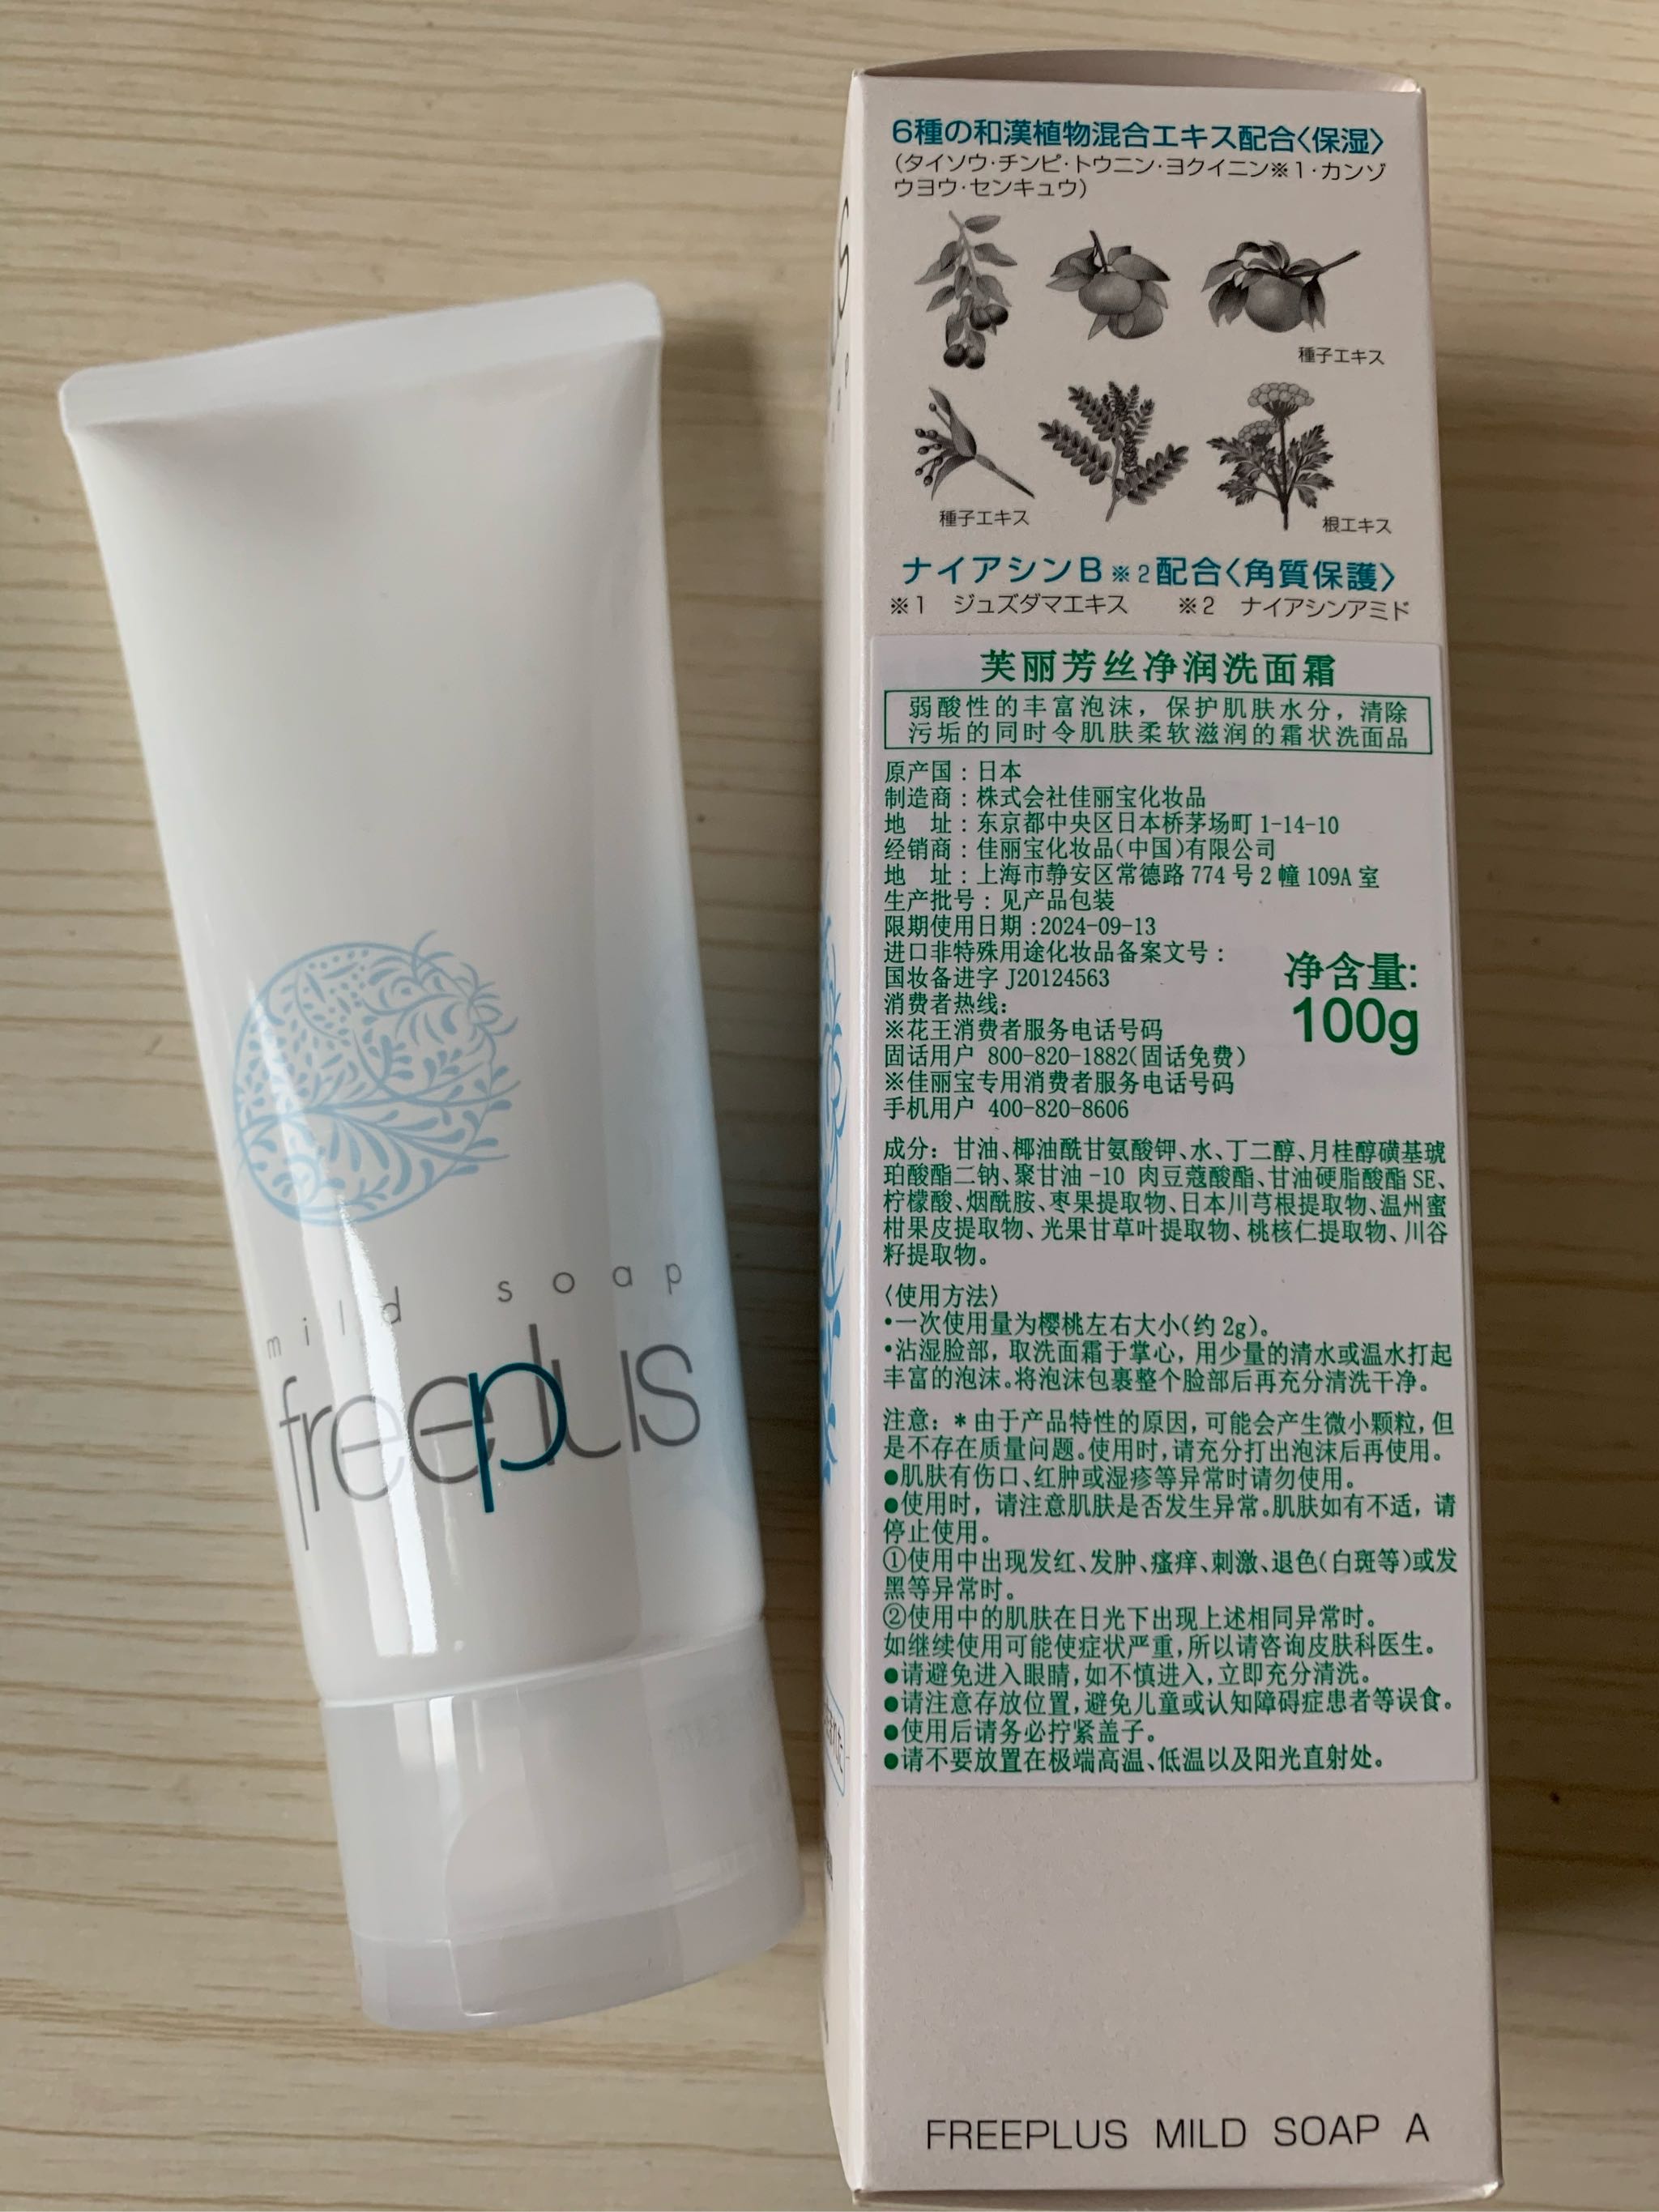 mild soap
freeplus
6種の和漢植物混合エキス配合〈保湿〉
(タイソウ・チンピ・トウニン・ヨクイニン※1・カンゾ
ウヨウ・センキュウ)
種子エキス
種子エキス
根エキス
ナイアシンB※2配合〈角質保護〉
※1 ジュズダマエキス ※2 ナイアシンアミド
芙丽芳丝净润洗面霜
弱酸性的丰富泡沫，保护肌肤水分，清除
污垢的同时令肌肤柔软滋润的霜状洗面品
原产国：日本
制造商：株式会社佳丽宝化妆品
地 址：东京都中央区日本桥茅场町 1-14-10
经销商：佳丽宝化妆品(中国)有限公司
地 址：上海市静安区常德路 774 号 2 幢 109A 室
生产批号：见产品包装
限期使用日期:2024-09-13
进口非特殊用途化妆品备案文号：
国妆备进字 J20124563
净含量:
100g
消费者热线:
※花王消费者服务电话号码
固话用户 800-820-1882(固话免费)
※佳丽宝专用消费者服务电话号码
手机用户 400-820-8606
成分：甘油、椰油酰甘氨酸钾、水、丁二醇、月桂醇磺基琥
珀酸酯二钠、聚甘油-10 肉豆蔻酸酯、甘油硬脂酸酯 SE、
柠檬酸、烟酰胺、枣果提取物、日本川芎根提取物、温州蜜
柑果皮提取物、光果甘草叶提取物、桃核仁提取物、川谷
籽提取物。
〈使用方法〉
•一次使用量为樱桃左右大小(约 2g)。
•沾湿脸部，取洗面霜于掌心，用少量的清水或温水打起
丰富的泡沫。将泡沫包裹整个脸部后再充分清洗干净。
注意：*由于产品特性的原因，可能会产生微小颗粒，但
是不存在质量问题。使用时，请充分打出泡沫后再使用。
●肌肤有伤口、红肿或湿疹等异常时请勿使用。
●使用时，请注意肌肤是否发生异常。肌肤如有不适，请
停止使用。
①使用中出现发红、发肿、瘙痒、刺激、退色(白斑等)或发
黑等异常时。
②使用中的肌肤在日光下出现上述相同异常时。
如继续使用可能使症状严重，所以请咨询皮肤科医生。
●请避免进入眼睛，如不慎进入，立即充分清洗。
●请注意存放位置，避免儿童或认知障碍症患者等误食。
●使用后请务必拧紧盖子。
●请不要放置在极端高温、低温以及阳光直射处。
FREEPLUS MILD SOAP A